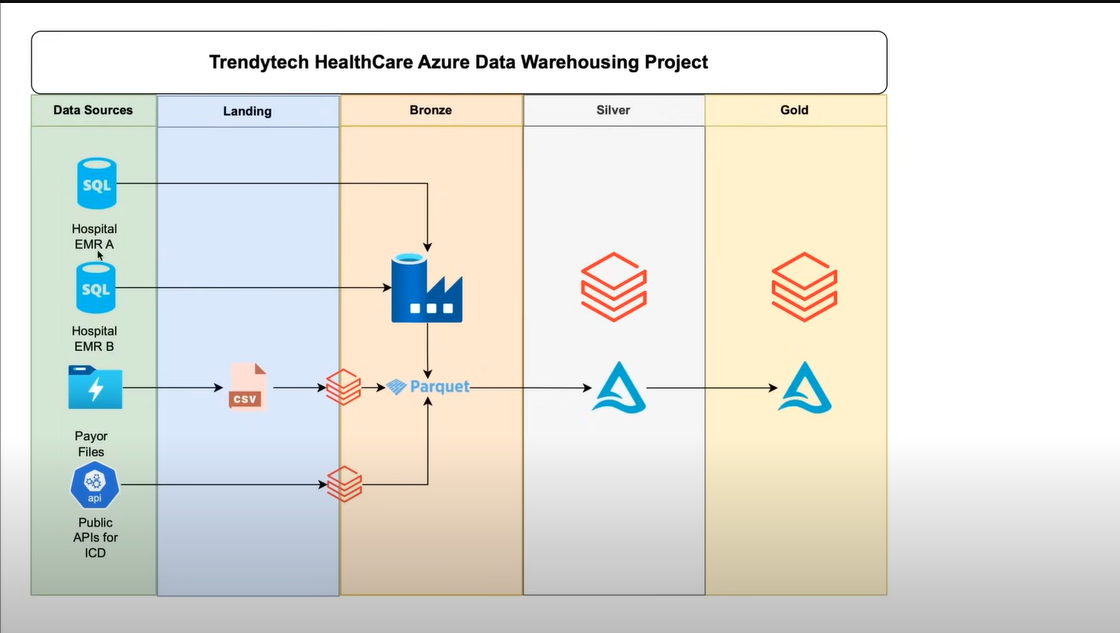 Trendytech HealthCare Azure Data Warehousing Project
Data Sources
Landing
Bronze
Silver
Gold
SQL
Hospital
EMR A
SQL
Hospital
EMR B
CSV
Parquet
Payor
Files
api
Public
APIs for
ICD